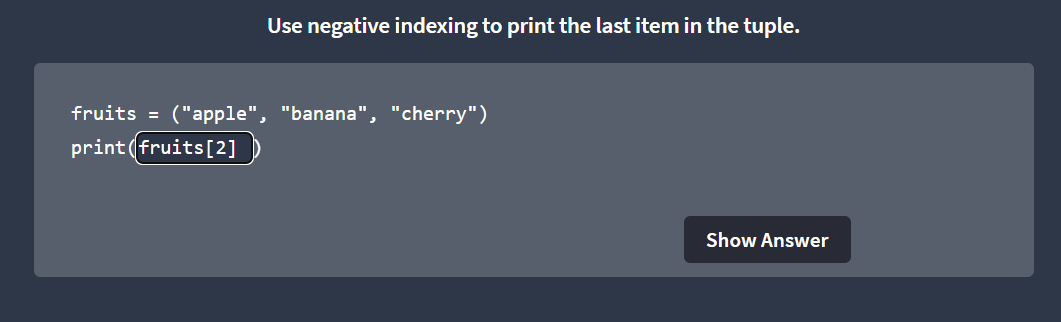 Use negative indexing to print the last item in the tuple.
fruits = ("apple", "banana", "cherry")
print(fruits[2] )
Show Answer